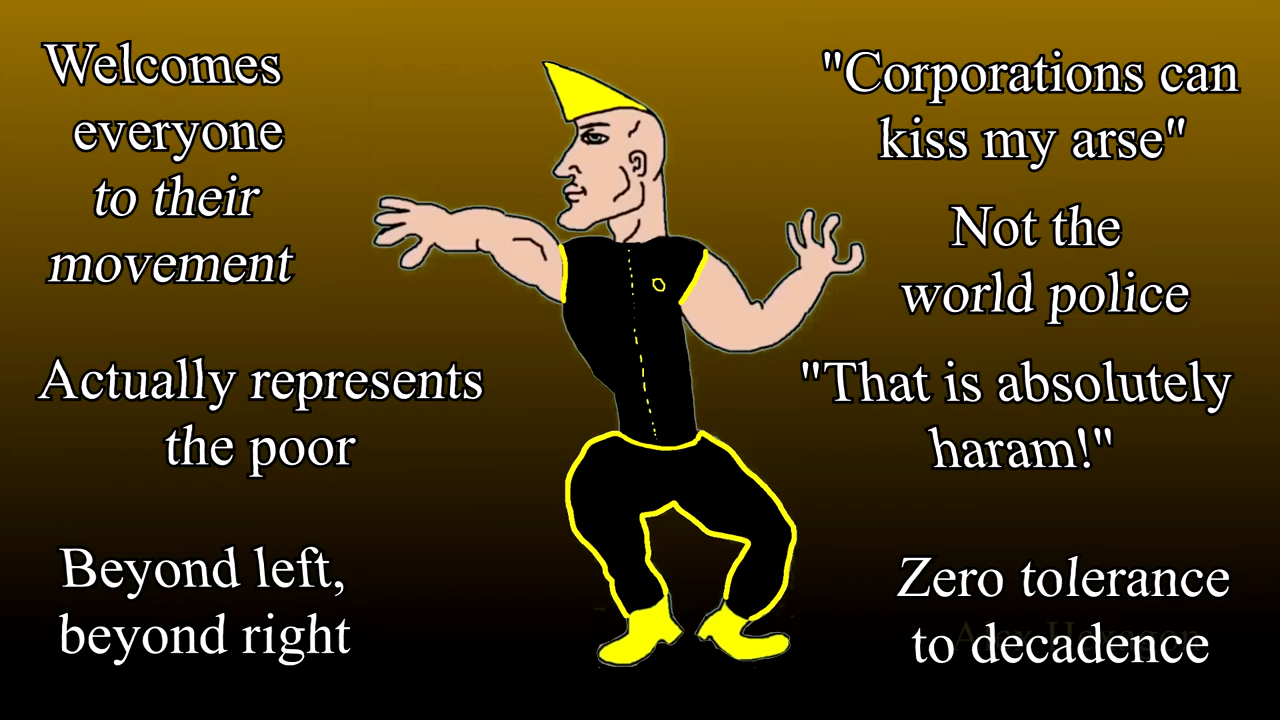 Welcomes
everyone
to their
movement
Actually represents
the poor
Beyond left,
beyond right
"Corporations can
kiss my arse"
Not the
world police
"That is absolutely
haram!"
Zero tolerance
to decadence